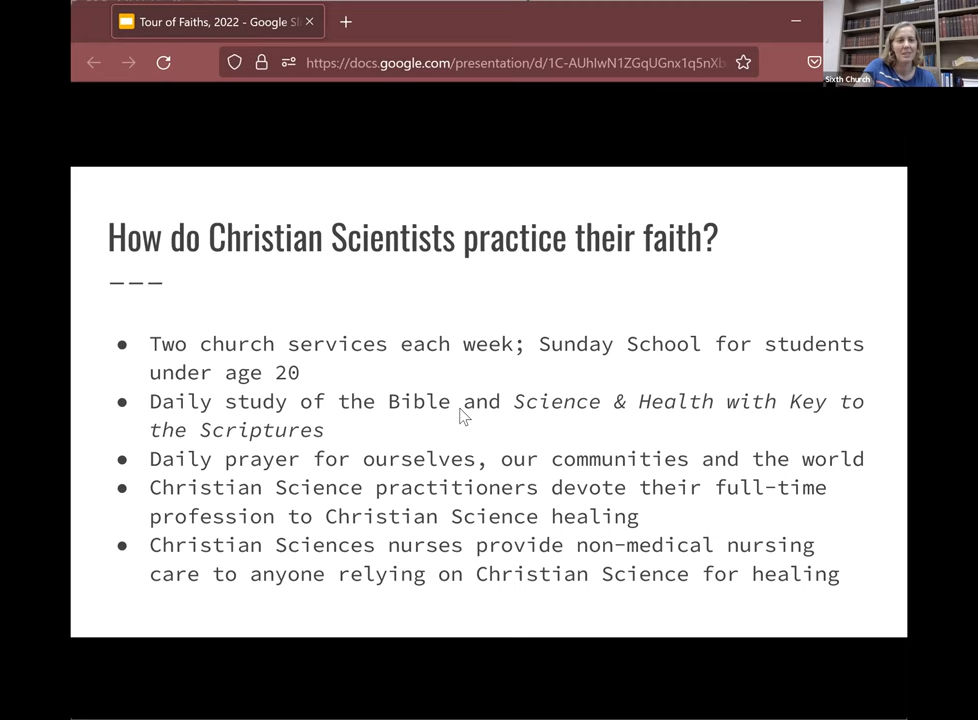 Tour of Faiths, 2022 - Google Sl
https://docs.google.com/presentation/d/1C-AUhIwN1ZGqUGnx1q5nXb
Sixth Church
How do Christian Scientists practice their faith?
___
● Two church services each week; Sunday School for students
under age 20
● Daily study of the Bible and Science & Health with Key to
the Scriptures
● Daily prayer for ourselves, our communities and the world
● Christian Science practitioners devote their full-time
profession to Christian Science healing
● Christian Sciences nurses provide non-medical nursing
care to anyone relying on Christian Science for healing